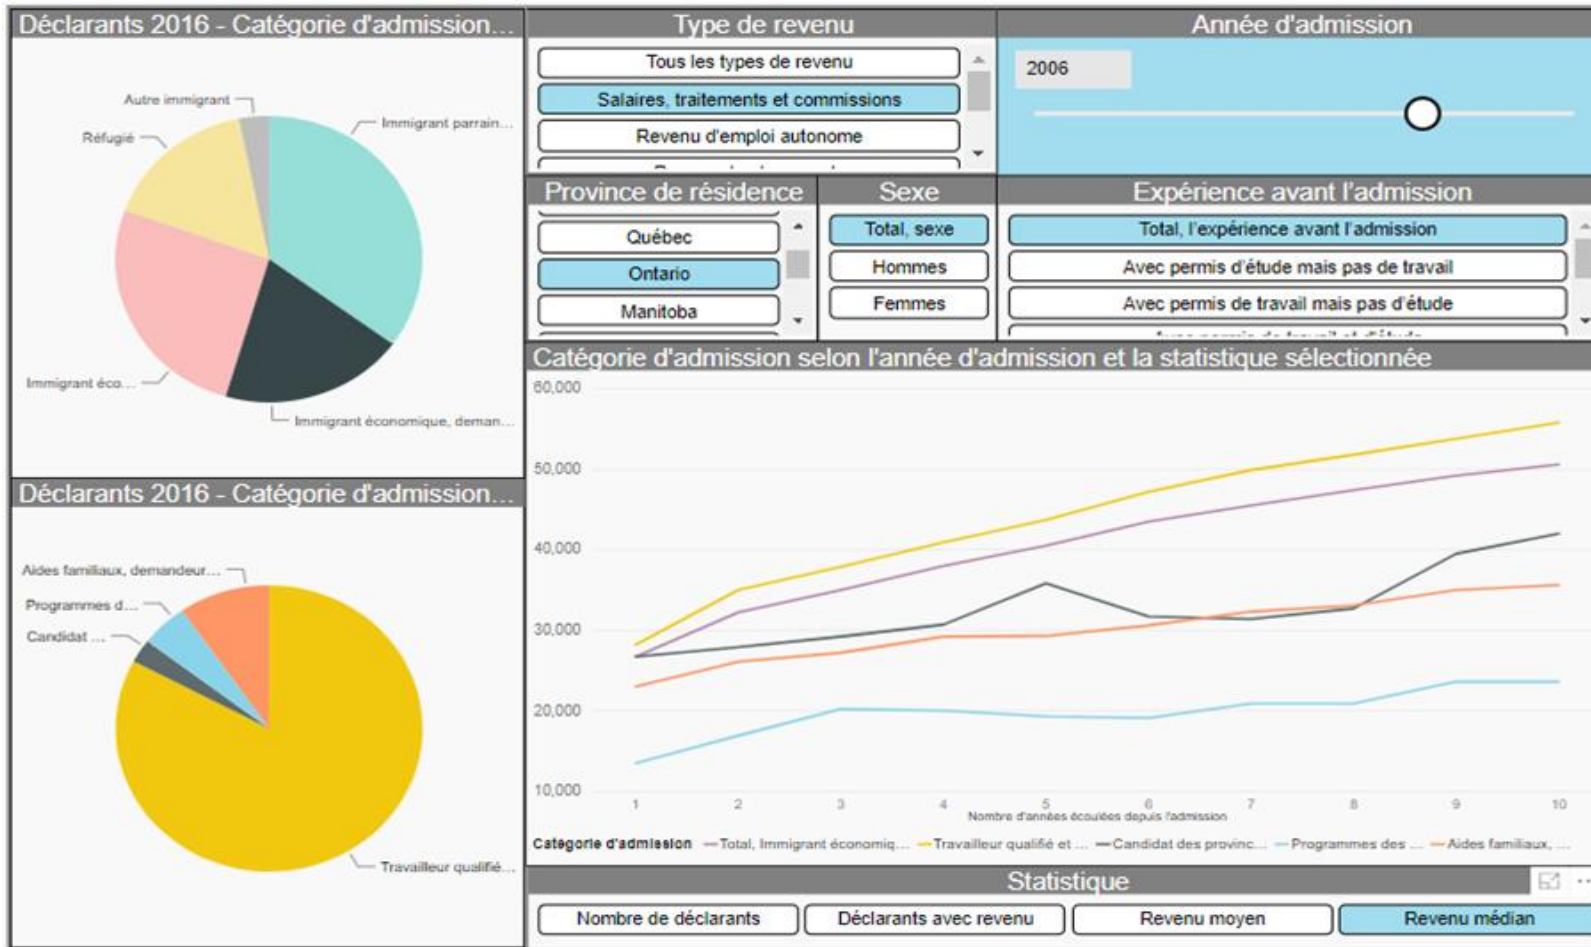 Déclarants 2016 - Catégorie d'admission...
Autre immigrant
Immigrant parrain...
Réfugié
Immigrant éco...
Immigrant économique, deman...
Déclarants 2016 - Catégorie d'admission...
Aides familiaux, demandeur...
Programmes d...
Candidat ...
Travailleur qualifié...
Type de revenu
Tous les types de revenu
Salaires, traitements et commissions
Revenu d'emploi autonome
Année d'admission
2006
Province de résidence
Québec
Ontario
Manitoba
Sexe
Total, sexe
Hommes
Femmes
Expérience avant l'admission
Total, l'expérience avant l'admission
Avec permis d'étude mais pas de travail
Avec permis de travail mais pas d'étude
Catégorie d'admission selon l'année d'admission et la statistique sélectionnée
60,000
50,000
40,000
30,000
20,000
10,000
1 2 3 4 5 6 7 8 9 10
Nombre d'années écoulées depuis l'admission
Catégorie d'admission Total, Immigrant économiq... Travailleur qualifié et ... Candidat des provinc... Programmes des ... Aides familiaux, ...
Statistique
Nombre de déclarants Déclarants avec revenu Revenu moyen Revenu médian